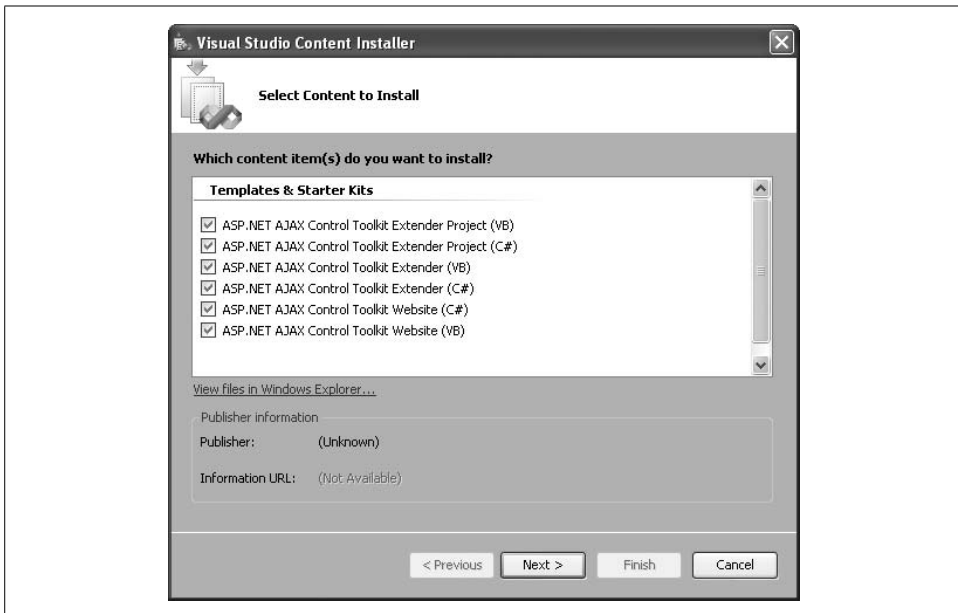 Visual Studio Content Installer
Select Content to Install
Which content item(s) do you want to install?
Templates & Starter Kits
ASP.NET AJAX Control Toolkit Extender Project (VB)
ASP.NET AJAX Control Toolkit Extender Project (C#)
ASP.NET AJAX Control Toolkit Extender (VB)
ASP.NET AJAX Control Toolkit Extender (C#)
ASP.NET AJAX Control Toolkit Website (C#)
ASP.NET AJAX Control Toolkit Website (VB)
View files in Windows Explorer...
Publisher information
Publisher: (Unknown)
Information URL: (Not Available)
< Previous Next > Finish Cancel